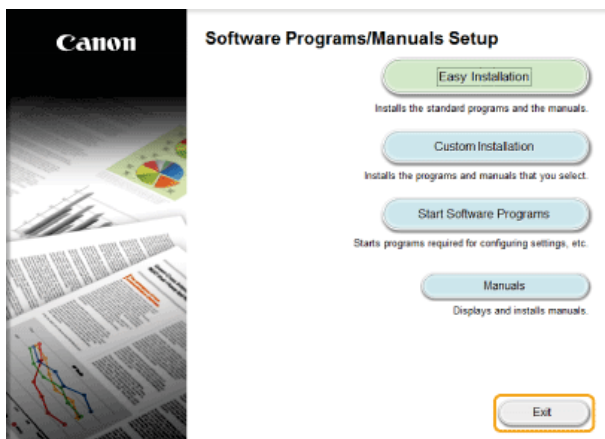 Canon
Software Programs/Manuals Setup
Easy Installation
Installs the standard programs and the manuals.
Custom Installation
Installs the programs and manuals that you select.
Start Software Programs
Starts programs required for configuring settings, etc.
Manuals
Displays and installs manuals.
Exit